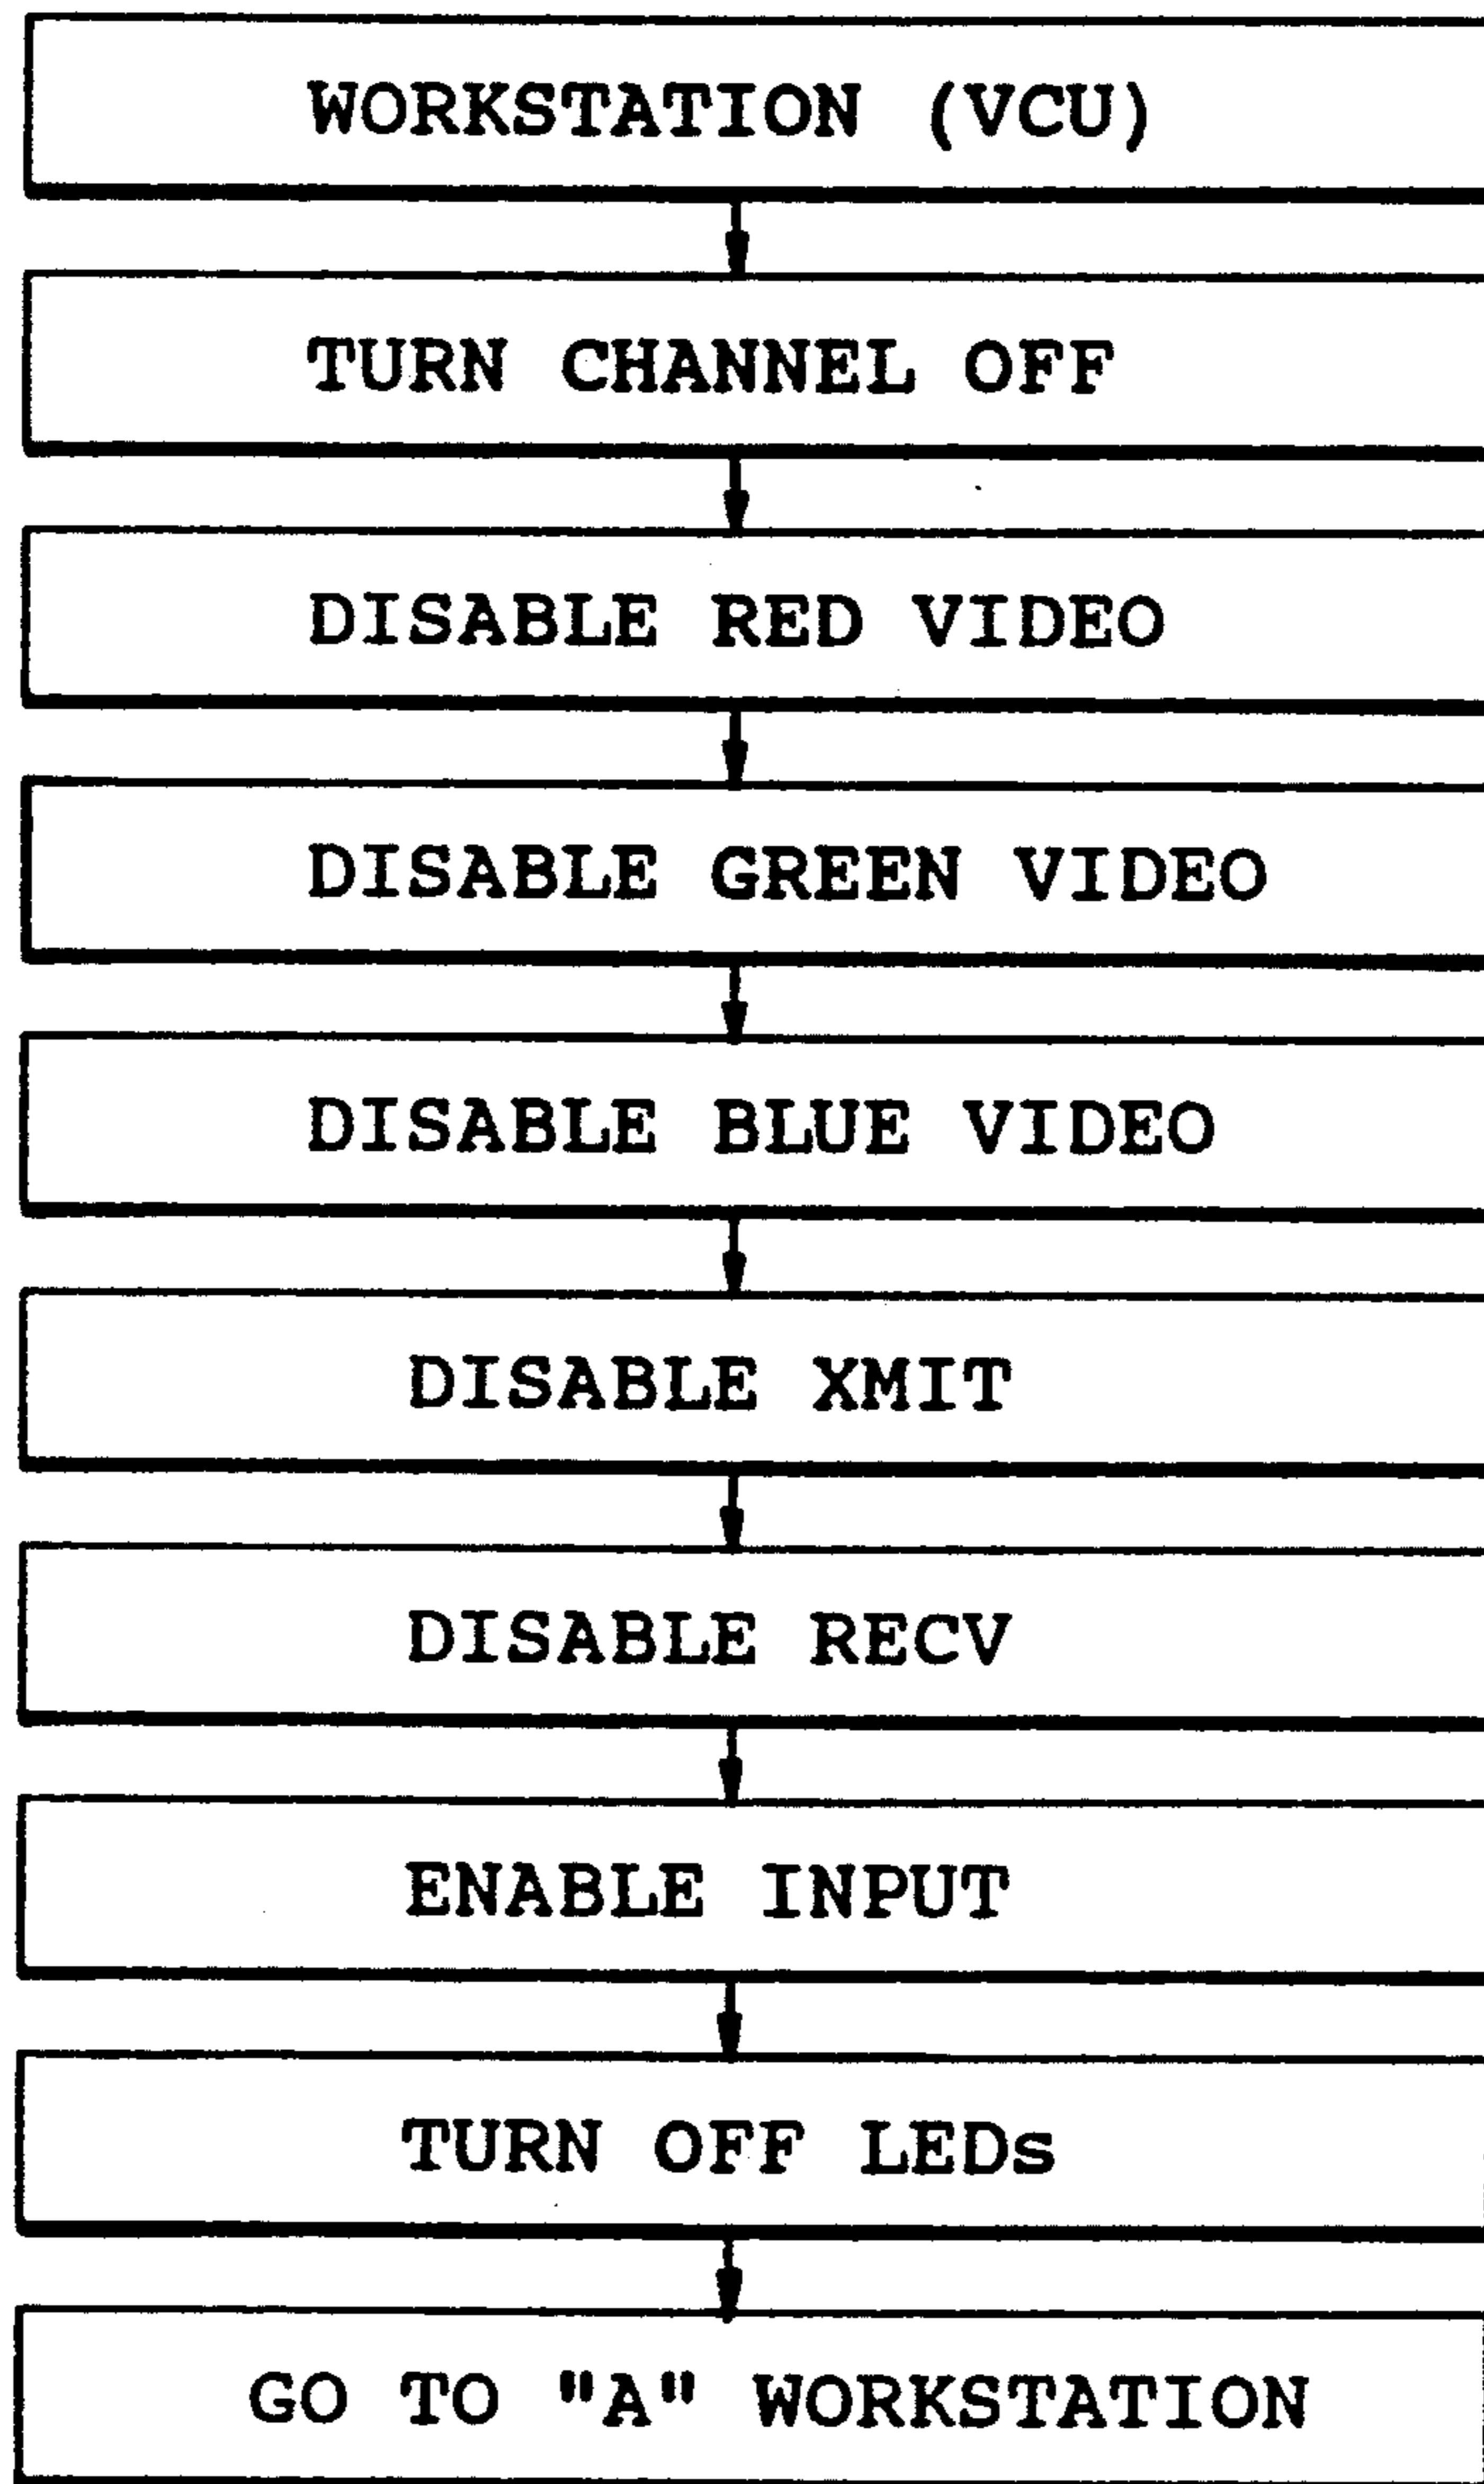 WORKSTATION (VCU)
TURN CHANNEL OFF
DISABLE RED VIDEO
DISABLE GREEN VIDEO
DISABLE BLUE VIDEO
DISABLE XMIT
DISABLE RECV
ENABLE INPUT
TURN OFF LEDs
GO TO "A" WORKSTATION